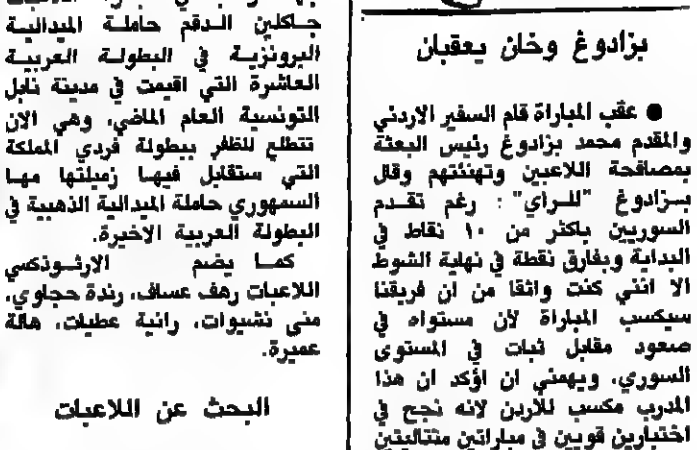 بزادوغ وخان يعقبان
● عقب المباراة قام السفير الاردني
والمقدم محمد بزادوغ رئيس البعثة
بمصافحة اللاعبين وتهنئتهم وقال
بزادوغ "للراي" : رغم تقدم
السوريين باكثر من ١٠ نقاط في
البداية وبفارق نقطة في نهاية الشوط
الا انني كنت واثقا من ان فريقنا
سيكسب المباراة لان مستواه في
صعود مقابل ثبات في المستوى
السوري، ويهمني ان اؤكد ان هذا
المدرب مكسب للأردن لانه نجح في
اختبارين قويين في مباراتين متتاليتين
جاكلين الدقم حاملة الميدالية
البرونزية في البطولة العربية
العاشرة التي اقيمت في مدينة نابل
التونسية العام الماضي، وهي الان
تتطلع للظفر ببطولة فردي المملكة
التي ستقابل فيها زميلتها مها
السمهوري حاملة الميدالية الذهبية في
البطولة العربية الاخيرة.
كما يضم الارثوذكسي
اللاعبات رهف عساف، رندة حجاوي،
منى نشيوات، رانية عطيات، هالة
عميرة.
البحث عن اللاعبات